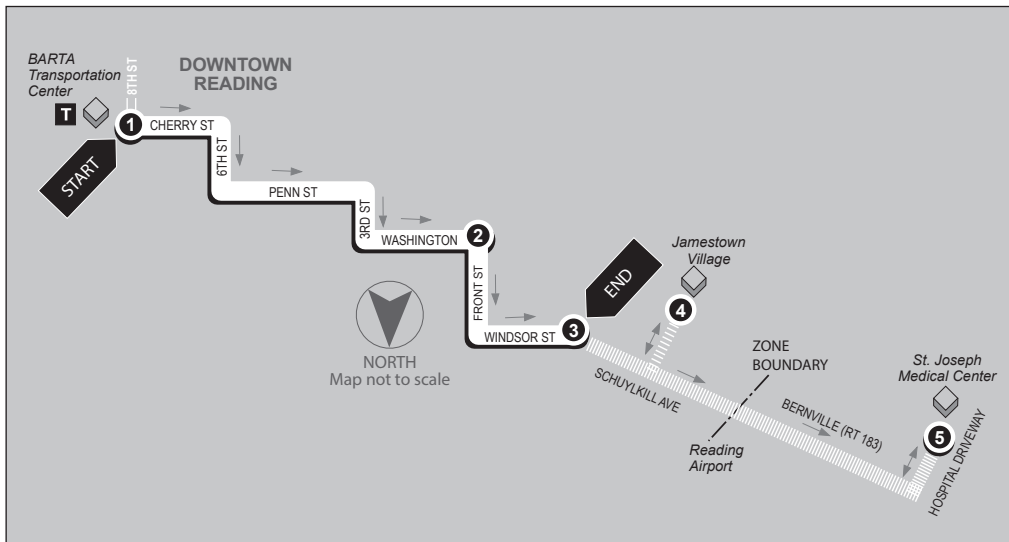 BARTA
Transportation
Center
T
8TH ST
DOWNTOWN
READING
START
1
CHERRY ST
6TH ST
PENN ST
3RD ST
WASHINGTON
2
FRONT ST
WINDSOR ST
3
END
Jamestown
Village
4
NORTH
Map not to scale
SCHUYLKILL AVE
ZONE
BOUNDARY
Reading
Airport
BERNVILLE (RT 183)
St. Joseph
Medical Center
5
HOSPITAL DRIVEWAY